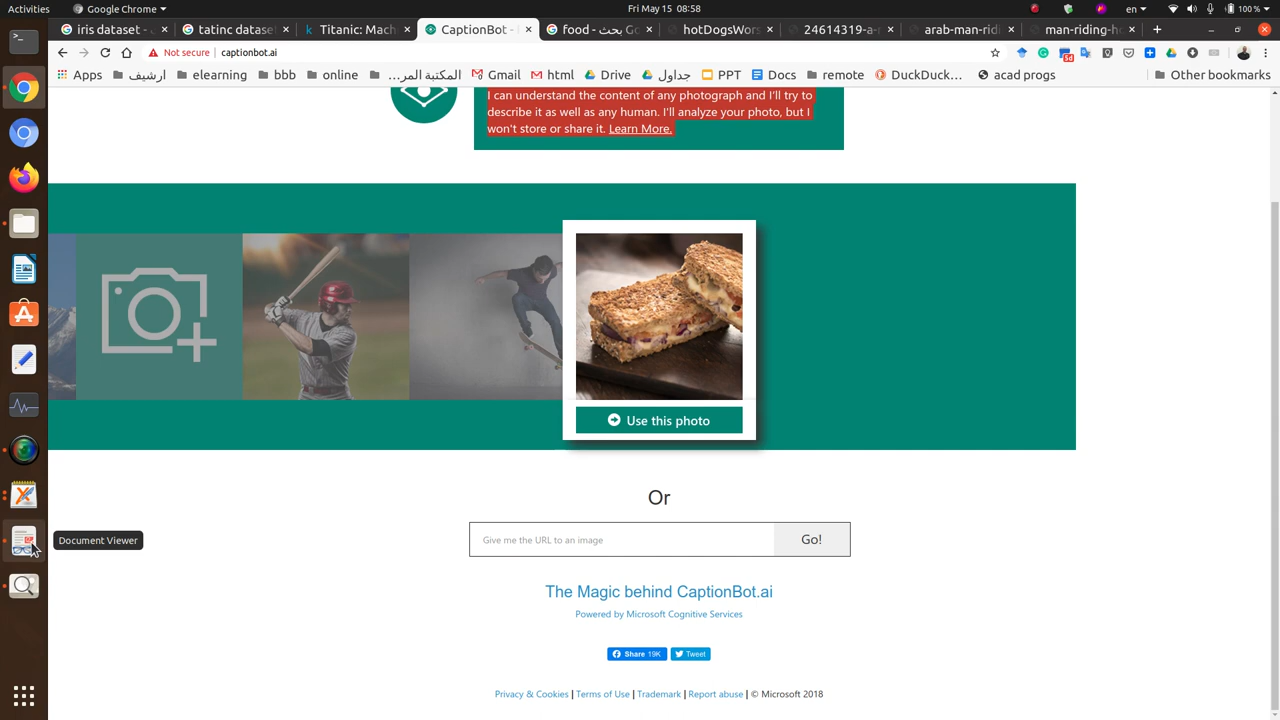 Activities
Google Chrome
Fri May 15 08:58
en
100 %
iris dataset -
tatinc datase
Titanic: Mach
CaptionBot -
food - بحث Go
hotDogsWors
24614319-a-r
arab-man-ridi
man-riding-ho
Not secure | captionbot.ai
5d
Apps
ارشيف
elearning
bbb
online
المكتبة المر...
Gmail
html
Drive
جداول
PPT
Docs
remote
DuckDuck...
acad progs
Other bookmarks
I can understand the content of any photograph and I'll try to
describe it as well as any human. I'll analyze your photo, but I
won't store or share it. Learn More.
Use this photo
Or
Give me the URL to an image
Go!
Document Viewer
The Magic behind CaptionBot.ai
Powered by Microsoft Cognitive Services
Share 19K
Tweet
Privacy & Cookies | Terms of Use | Trademark | Report abuse | © Microsoft 2018